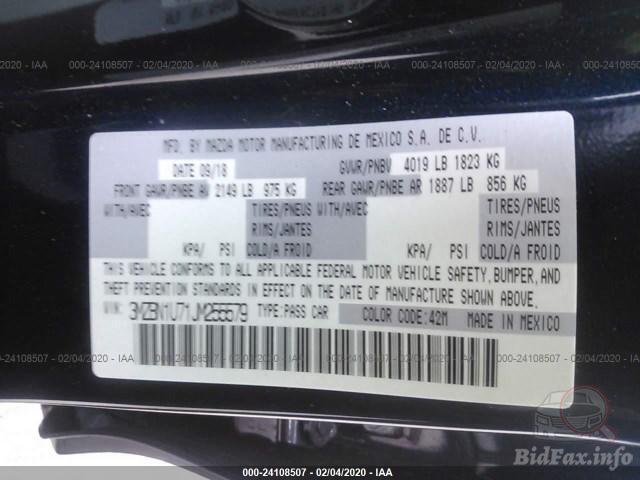 000-24108507 - 02/04/2020 - IAA
MFD. BY MAZDA MOTOR MANUFACTURING DE MEXICO S.A. DE C.V.
DATE 09/18 GVWR/PNBV 4019 LB 1823 KG
FRONT GAWR/PNBE AV 2149 LB 975 KG REAR GAWR/PNBE AR 1887 LB 856 KG
WITH/AVEC TIRES/PNEUS WITH/AVEC TIRES/PNEUS
RIMS/JANTES RIMS/JANTES
KPA/ PSI COLD/A FROID KPA/ PSI COLD/A FROID
THIS VEHICLE CONFORMS TO ALL APPLICABLE FEDERAL MOTOR VEHICLE SAFETY, BUMPER, AND
THEFT PREVENTION STANDARDS IN EFFECT ON THE DATE OF MANUFACTURE SHOWN ABOVE.
VIN: 3MZBN1U71JM255579 TYPE:PASS CAR COLOR CODE:42M MADE IN MEXICO
BidFax.info
000-24108507 - 02/04/2020 - IAA